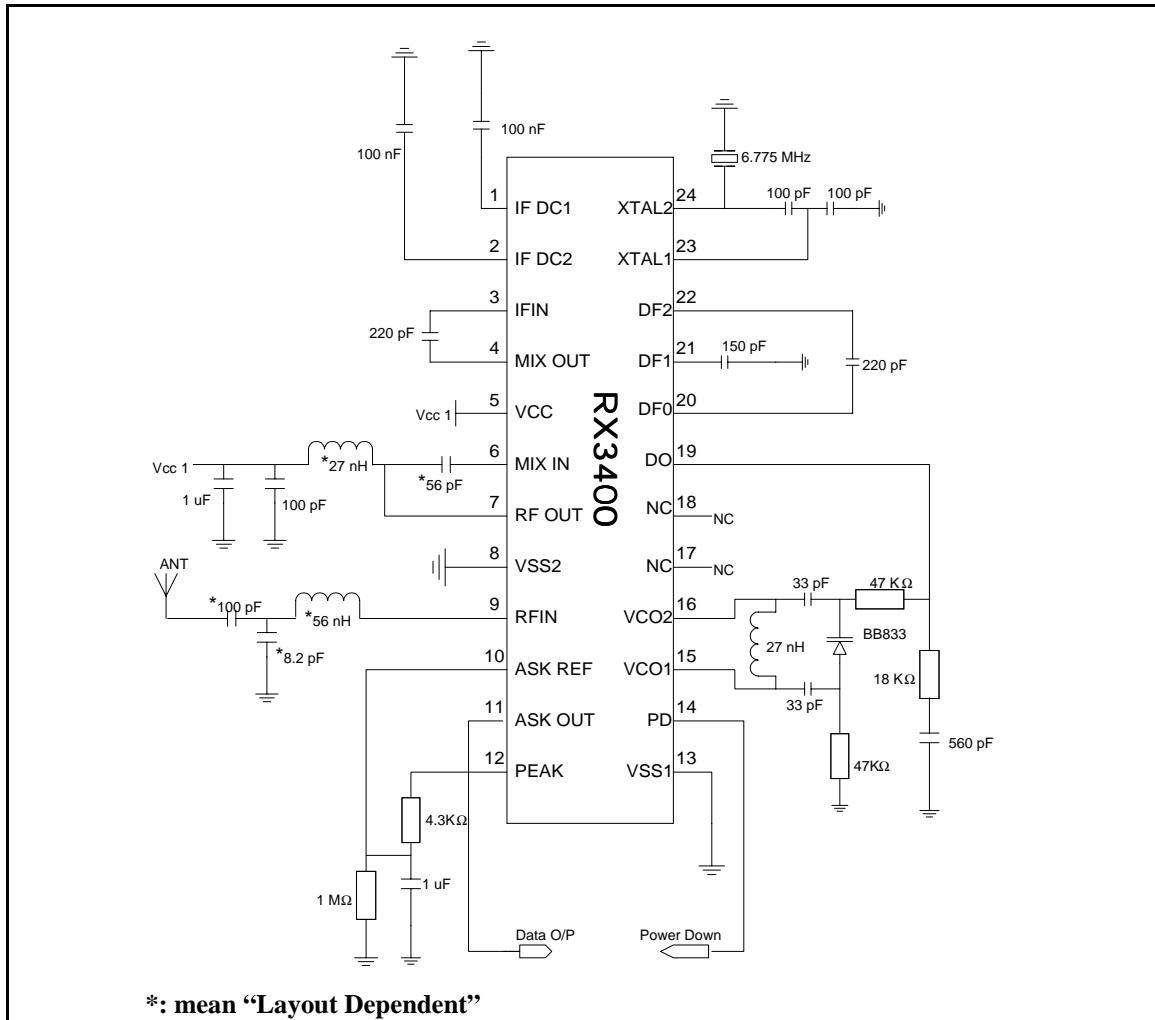 100 nF
100 nF
6.775 MHz
100 pF
100 pF
1
IF DC1
XTAL2
24
2
IF DC2
XTAL1
23
3
IFIN
DF2
22
220 pF
4
MIX OUT
DF1
21
150 pF
220 pF
Vcc 1
5
VCC
DF0
20
RX3400
Vcc 1
*27 nH
*56 pF
6
MIX IN
DO
19
1 uF
100 pF
7
RF OUT
NC
18
NC
8
VSS2
NC
17
NC
ANT
*100 pF
*56 nH
*8.2 pF
9
RFIN
VCO2
16
33 pF
47 KΩ
BB833
27 nH
10
ASK REF
VCO1
15
33 pF
18 KΩ
11
ASK OUT
PD
14
560 pF
12
PEAK
VSS1
13
47KΩ
4.3KΩ
1 MΩ
1 uF
Data O/P
Power Down
*: mean “Layout Dependent”